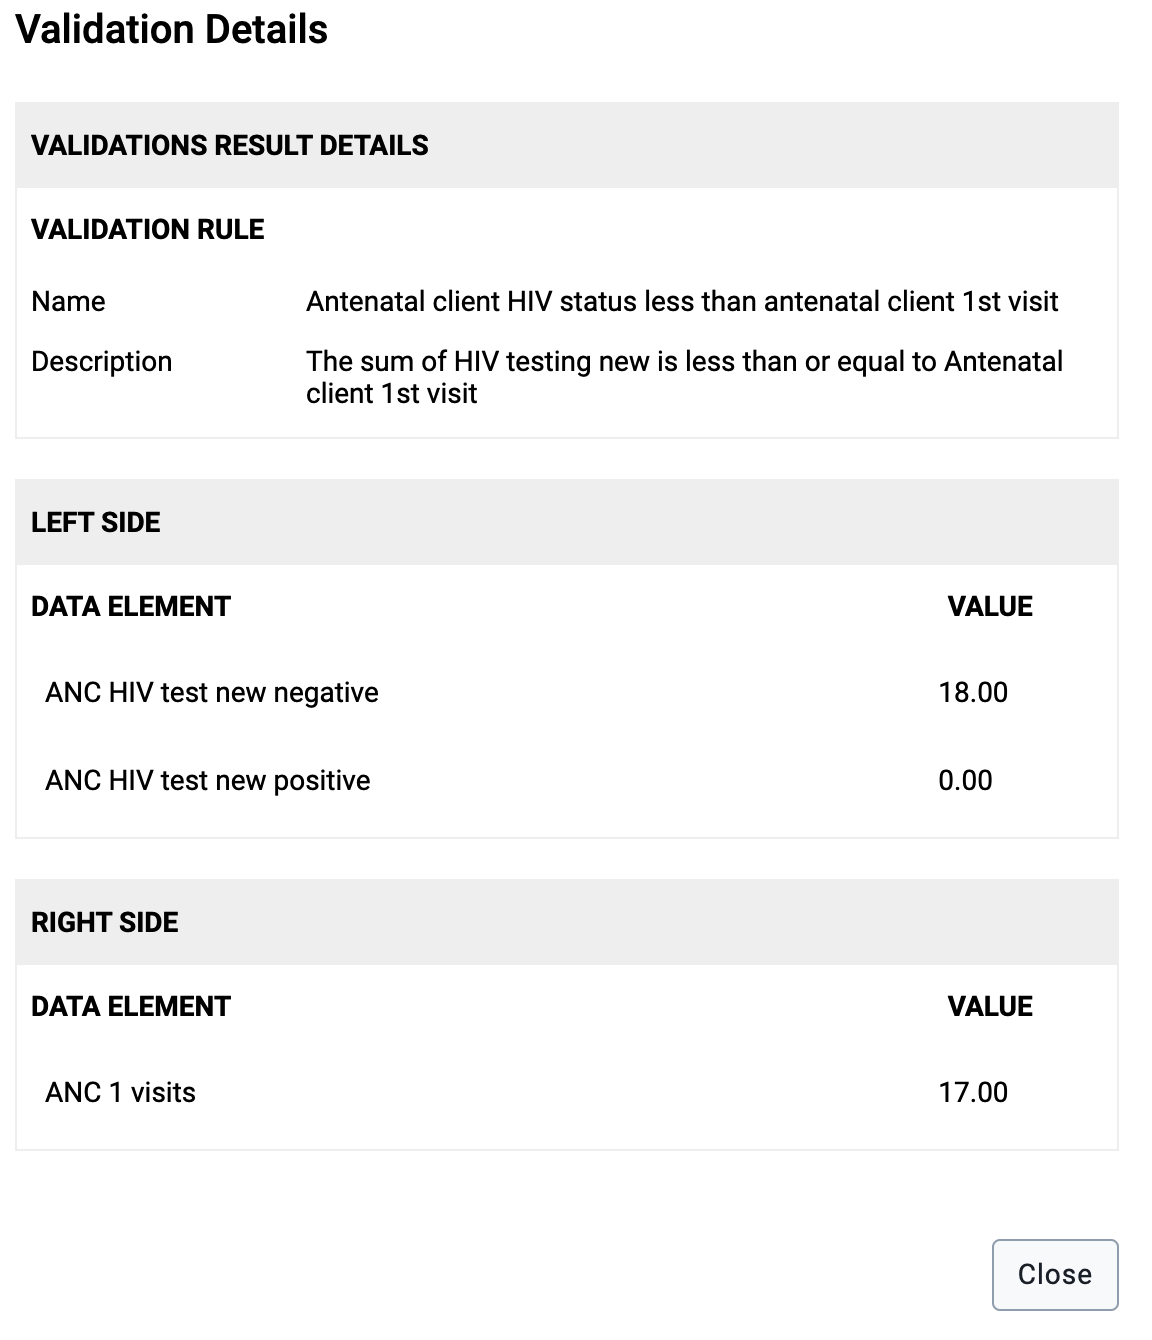 Validation Details
VALIDATIONS RESULT DETAILS
VALIDATION RULE
Name Antenatal client HIV status less than antenatal client 1st visit
Description The sum of HIV testing new is less than or equal to Antenatal
client 1st visit
LEFT SIDE
DATA ELEMENT VALUE
ANC HIV test new negative 18.00
ANC HIV test new positive 0.00
RIGHT SIDE
DATA ELEMENT VALUE
ANC 1 visits 17.00
Close